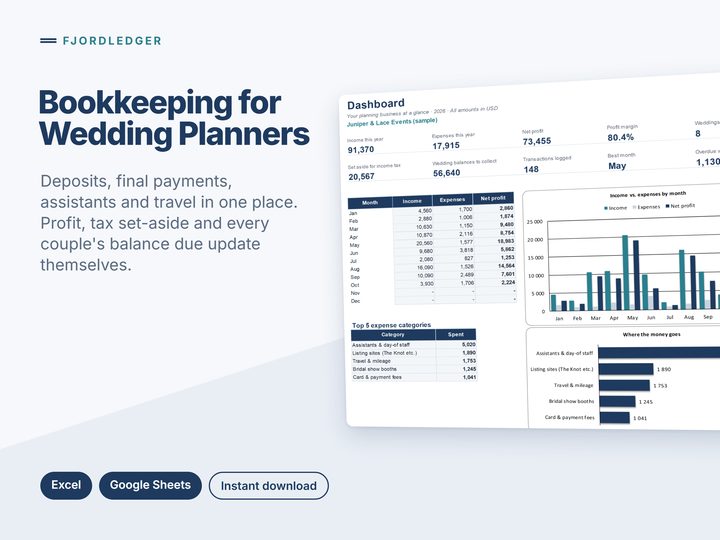 FJORDLEDGER
Bookkeeping for
Wedding Planners
Deposits, final payments,
assistants and travel in one place.
Profit, tax set-aside and every
couple's balance due update
themselves.
Excel
Google Sheets
Instant download
Dashboard
Your planning business at a glance · 2026 · All amounts in USD
Juniper & Lace Events (sample)
Income this year
Expenses this year
Net profit
Profit margin
Weddings
91,370
17,915
73,455
80.4%
8
Set aside for income tax
Wedding balances to collect
Transactions logged
Best month
Overdue
20,567
56,640
148
May
1,130
Month Income Expenses Net profit
Jan 4,560 1,700 2,860
Feb 2,880 1,006 1,874
Mar 10,630 1,150 9,480
Apr 10,870 2,116 8,754
May 20,560 1,577 18,983
Jun 9,680 3,818 5,862
Jul 2,080 827 1,253
Aug 16,090 1,526 14,564
Sep 10,090 2,489 7,601
Oct 3,930 1,706 2,224
Nov - - -
Dec - - -
Top 5 expense categories
Category Spent
Assistants & day-of staff 5,020
Listing sites (The Knot etc.) 1,890
Travel & mileage 1,753
Bridal show booths 1,245
Card & payment fees 1,041
Income vs. expenses by month
Income Expenses Net profit
25 000
20 000
15 000
10 000
5 000
0
Jan Feb Mar Apr May Jun Jul Aug Sep
Where the money goes
Assistants & day-of staff
Listing sites (The Knot etc.) 1 890
Travel & mileage 1 753
Bridal show booths 1 245
Card & payment fees 1 041